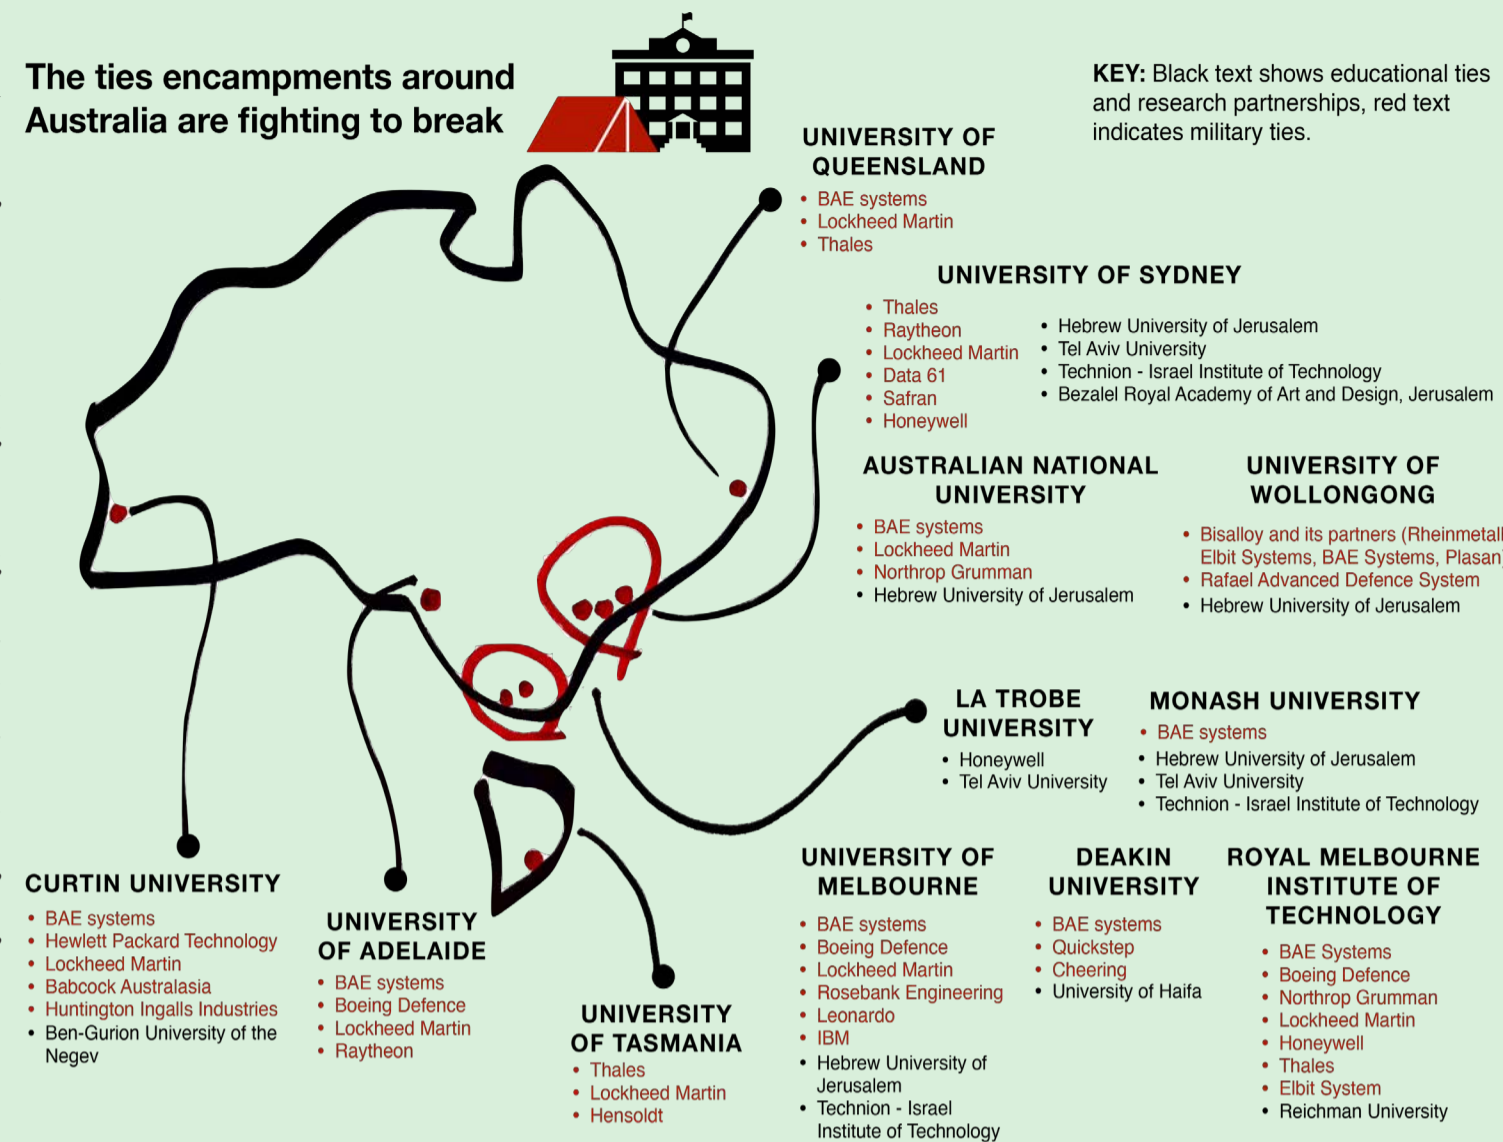 The ties encampments around
Australia are fighting to break
KEY: Black text shows educational ties
and research partnerships, red text
indicates military ties.
UNIVERSITY OF
QUEENSLAND
• BAE systems
• Lockheed Martin
• Thales
UNIVERSITY OF SYDNEY
• Thales
• Raytheon
• Lockheed Martin
• Data 61
• Safran
• Honeywell
• Hebrew University of Jerusalem
• Tel Aviv University
• Technion - Israel Institute of Technology
• Bezalel Royal Academy of Art and Design, Jerusalem
AUSTRALIAN NATIONAL
UNIVERSITY
• BAE systems
• Lockheed Martin
• Northrop Grumman
• Hebrew University of Jerusalem
UNIVERSITY OF
WOLLONGONG
• Bisalloy and its partners (Rheinmetall
Elbit Systems, BAE Systems, Plasan)
• Rafael Advanced Defence System
• Hebrew University of Jerusalem
LA TROBE
UNIVERSITY
• Honeywell
• Tel Aviv University
MONASH UNIVERSITY
• BAE systems
• Hebrew University of Jerusalem
• Tel Aviv University
• Technion - Israel Institute of Technology
CURTIN UNIVERSITY
• BAE systems
• Hewlett Packard Technology
• Lockheed Martin
• Babcock Australasia
• Huntington Ingalls Industries
• Ben-Gurion University of the
Negev
UNIVERSITY
OF ADELAIDE
• BAE systems
• Boeing Defence
• Lockheed Martin
• Raytheon
UNIVERSITY
OF TASMANIA
• Thales
• Lockheed Martin
• Hensoldt
UNIVERSITY OF
MELBOURNE
• BAE systems
• Boeing Defence
• Lockheed Martin
• Rosebank Engineering
• Leonardo
• IBM
• Hebrew University of
Jerusalem
• Technion - Israel
Institute of Technology
DEAKIN
UNIVERSITY
• BAE systems
• Quickstep
• Cheering
• University of Haifa
ROYAL MELBOURNE
INSTITUTE OF
TECHNOLOGY
• BAE Systems
• Boeing Defence
• Northrop Grumman
• Lockheed Martin
• Honeywell
• Thales
• Elbit System
• Reichman University